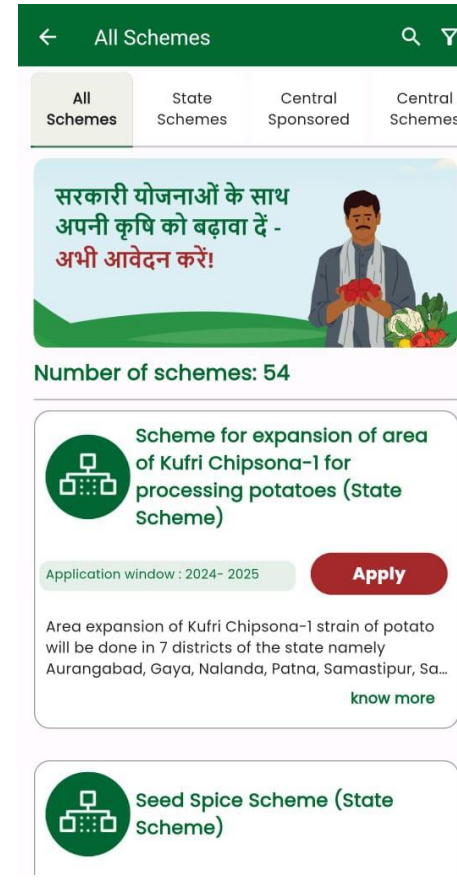 All Schemes
All
Schemes
State
Schemes
Central
Sponsored
Central
Schemes
सरकारी योजनाओं के साथ
अपनी कृषि को बढ़ावा दें -
अभी आवेदन करें!
Number of schemes: 54
Scheme for expansion of area
of Kufri Chipsona-1 for
processing potatoes (State
Scheme)
Application window : 2024- 2025
Apply
Area expansion of Kufri Chipsona-1 strain of potato
will be done in 7 districts of the state namely
Aurangabad, Gaya, Nalanda, Patna, Samastipur, Sa...
know more
Seed Spice Scheme (State
Scheme)